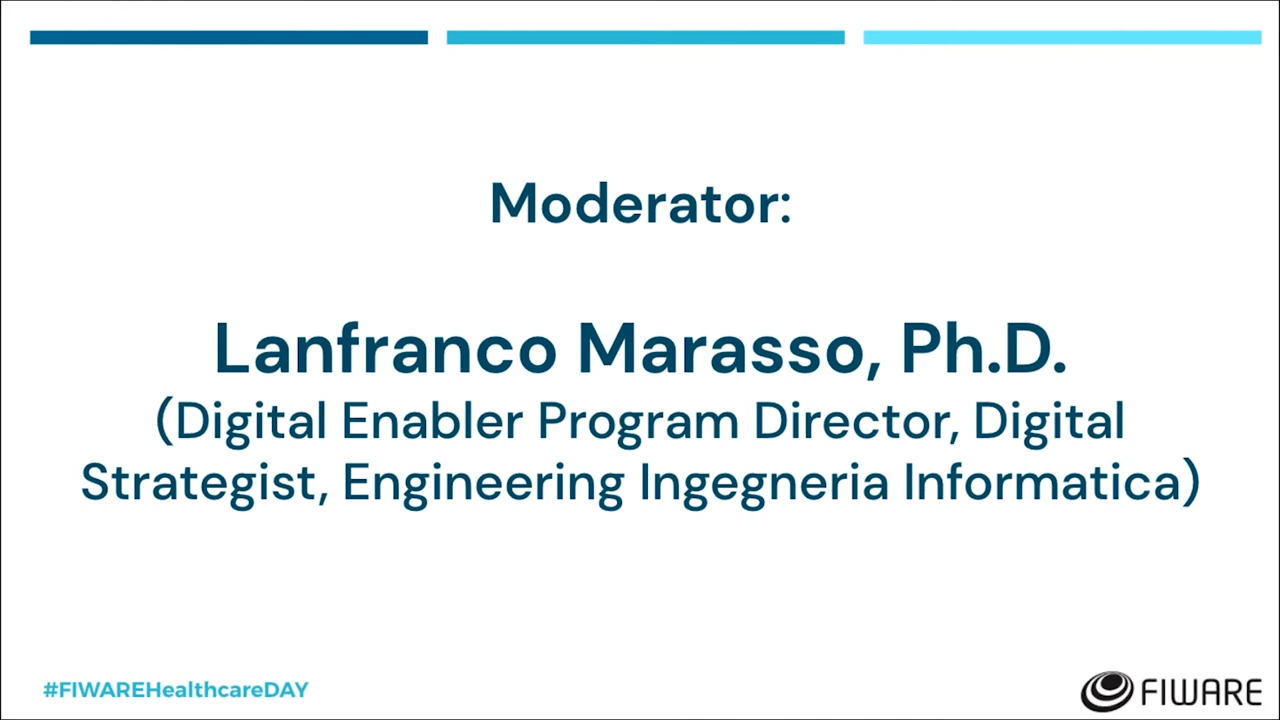 Moderator:
Lanfranco Marasso, Ph.D.
(Digital Enabler Program Director, Digital
Strategist, Engineering Ingegneria Informatica)
#FIWAREHealthcareDAY
FIWARE